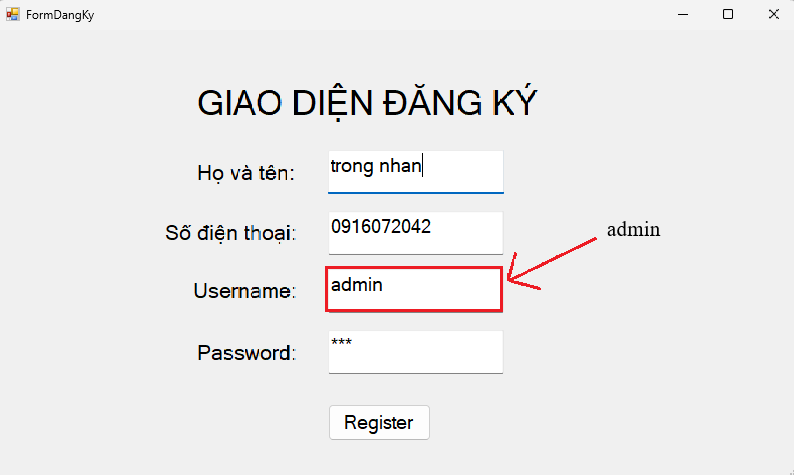 FormDangKy
GIAO DIỆN ĐĂNG KÝ
Họ và tên: trong nhan
Số điện thoại: 0916072042
admin
Username: admin
Password: ***
Register